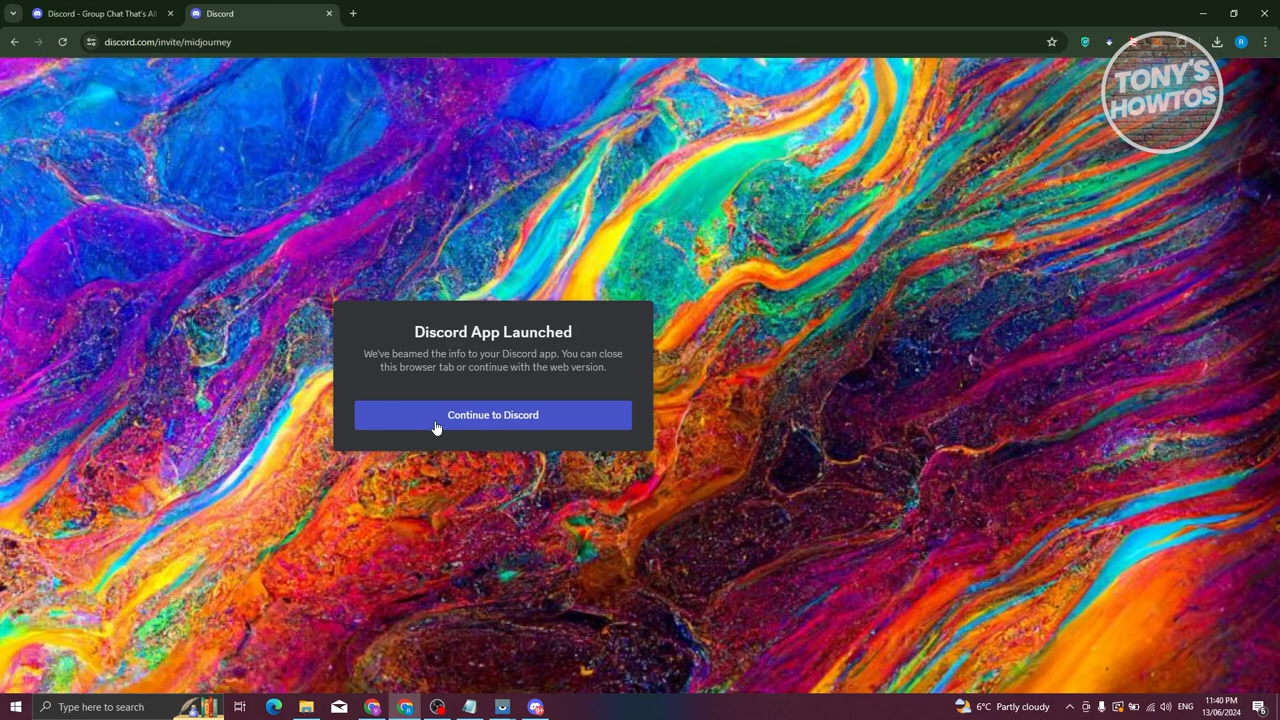 Discord - Group Chat That's All
Discord
discord.com/invite/midjourney
R
TONY'S
HOWTOS
Discord App Launched
We've beamed the info to your Discord app. You can close
this browser tab or continue with the web version.
Continue to Discord
Type here to search
6°C Partly cloudy
ENG
11:40 PM
13/06/2024
6